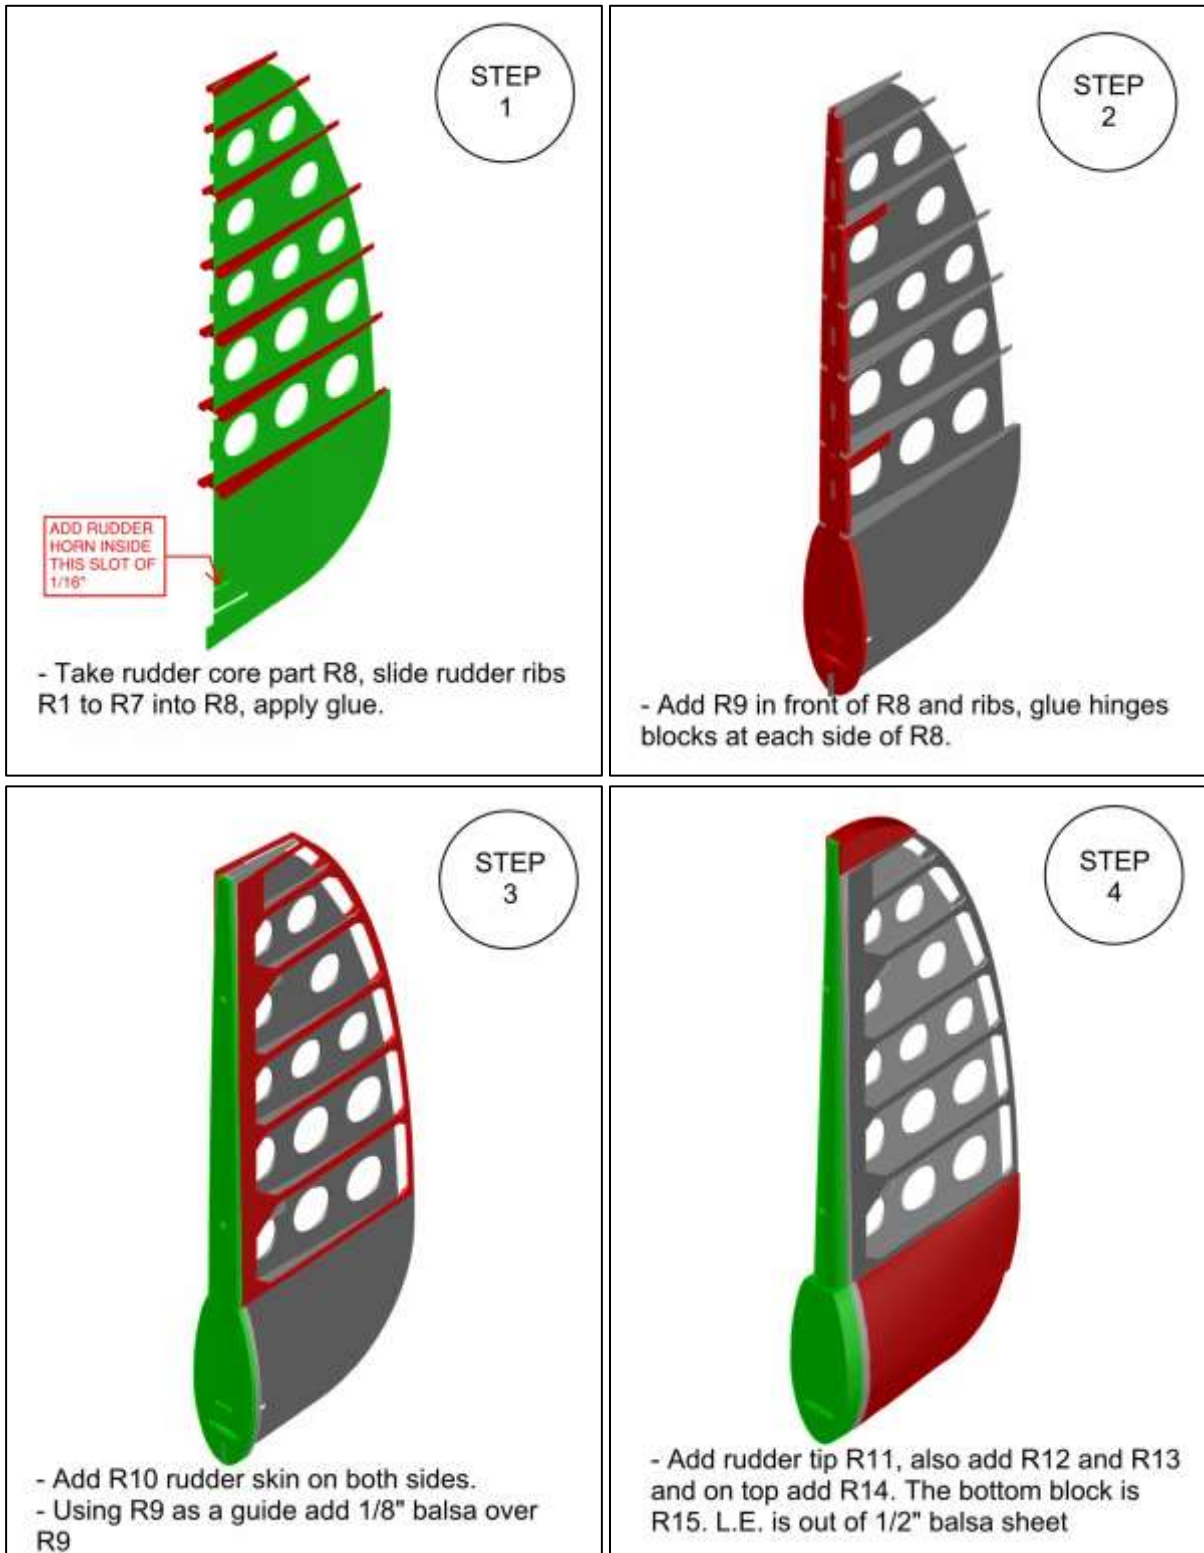 STEP
1
ADD RUDDER
HORN INSIDE
THIS SLOT OF
1/16"
- Take rudder core part R8, slide rudder ribs
R1 to R7 into R8, apply glue.
STEP
2
- Add R9 in front of R8 and ribs, glue hinges
blocks at each side of R8.
STEP
3
- Add R10 rudder skin on both sides.
- Using R9 as a guide add 1/8" balsa over
R9
STEP
4
- Add rudder tip R11, also add R12 and R13
and on top add R14. The bottom block is
R15. L.E. is out of 1/2" balsa sheet